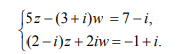 5z – (3+i)w = 7 – i,
(2 – i)z + 2iw = –1 + i.